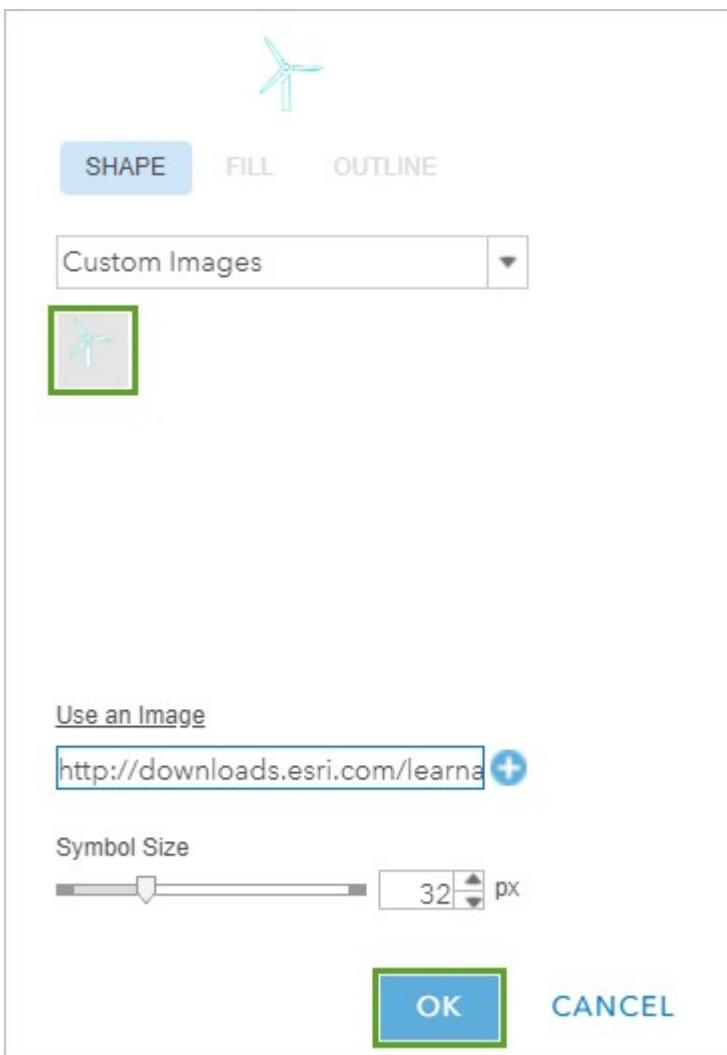 SHAPE FILL OUTLINE
Custom Images
Use an Image
http://downloads.esri.com/learna
Symbol Size
32 px
OK CANCEL